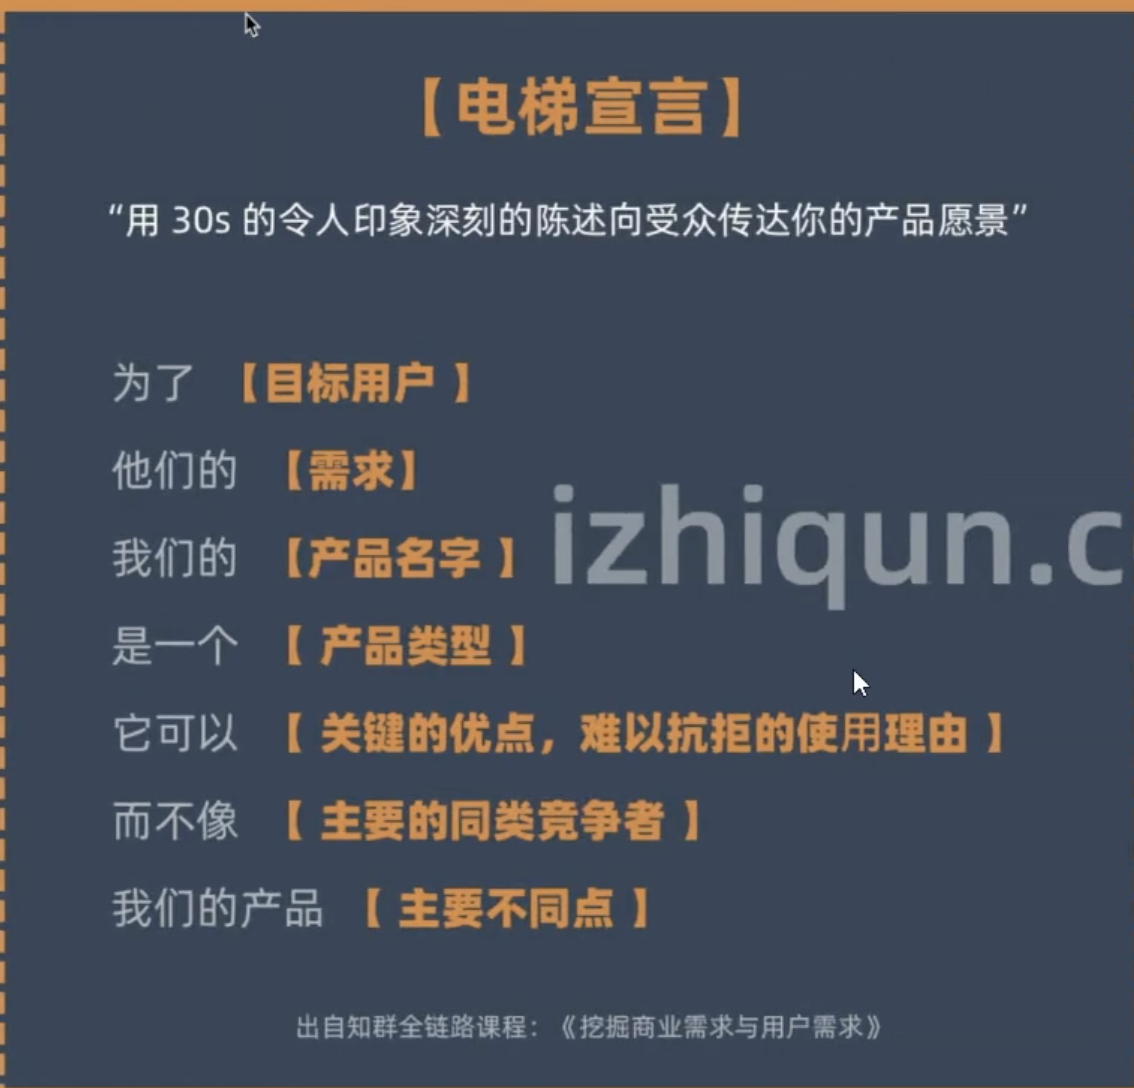 【电梯宣言】
“用 30s 的令人印象深刻的陈述向受众传达你的产品愿景”
为了 【目标用户 】
他们的 【需求】
我们的 【产品名字 】
izhiqun.c
是一个 【 产品类型 】
它可以 【 关键的优点，难以抗拒的使用理由 】
而不像 【 主要的同类竞争者 】
我们的产品 【 主要不同点 】
出自知群全链路课程：《挖掘商业需求与用户需求》